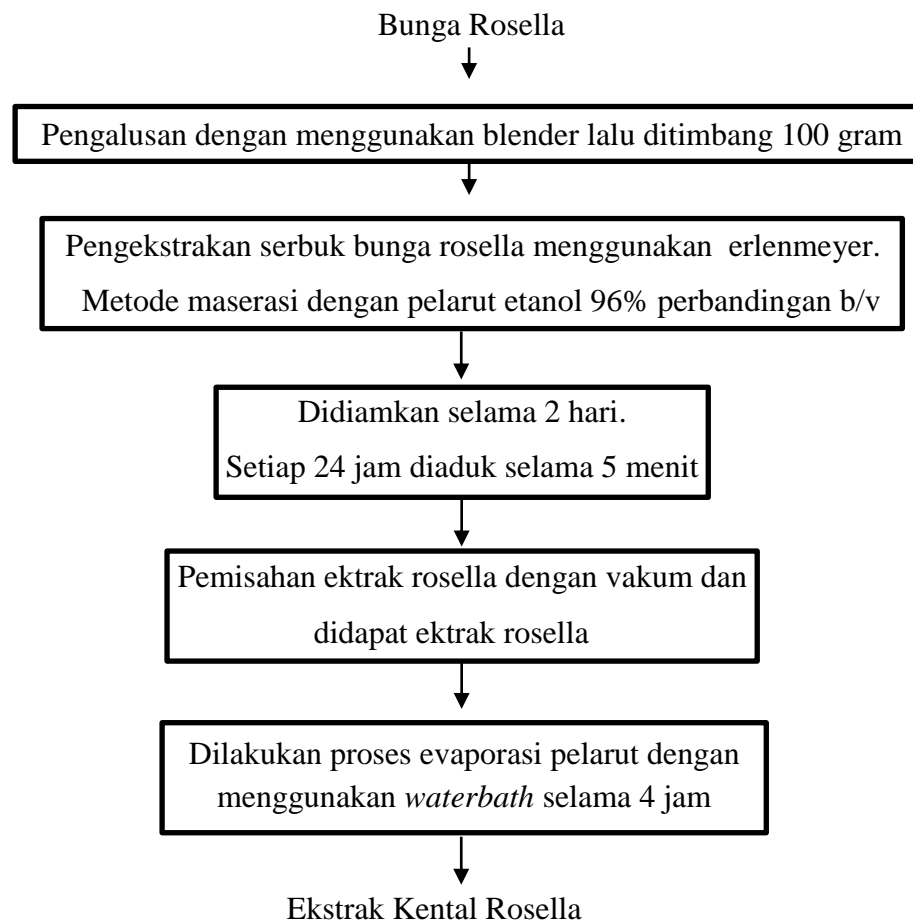 Bunga Rosella
Pengalusan dengan menggunakan blender lalu ditimbang 100 gram
Pengekstrakan serbuk bunga rosella menggunakan erlenmeyer.
Metode maserasi dengan pelarut etanol 96% perbandingan b/v
Didiamkan selama 2 hari.
Setiap 24 jam diaduk selama 5 menit
Pemisahan ektrak rosella dengan vakum dan
didapat ektrak rosella
Dilakukan proses evaporasi pelarut dengan
menggunakan waterbath selama 4 jam
Ekstrak Kental Rosella